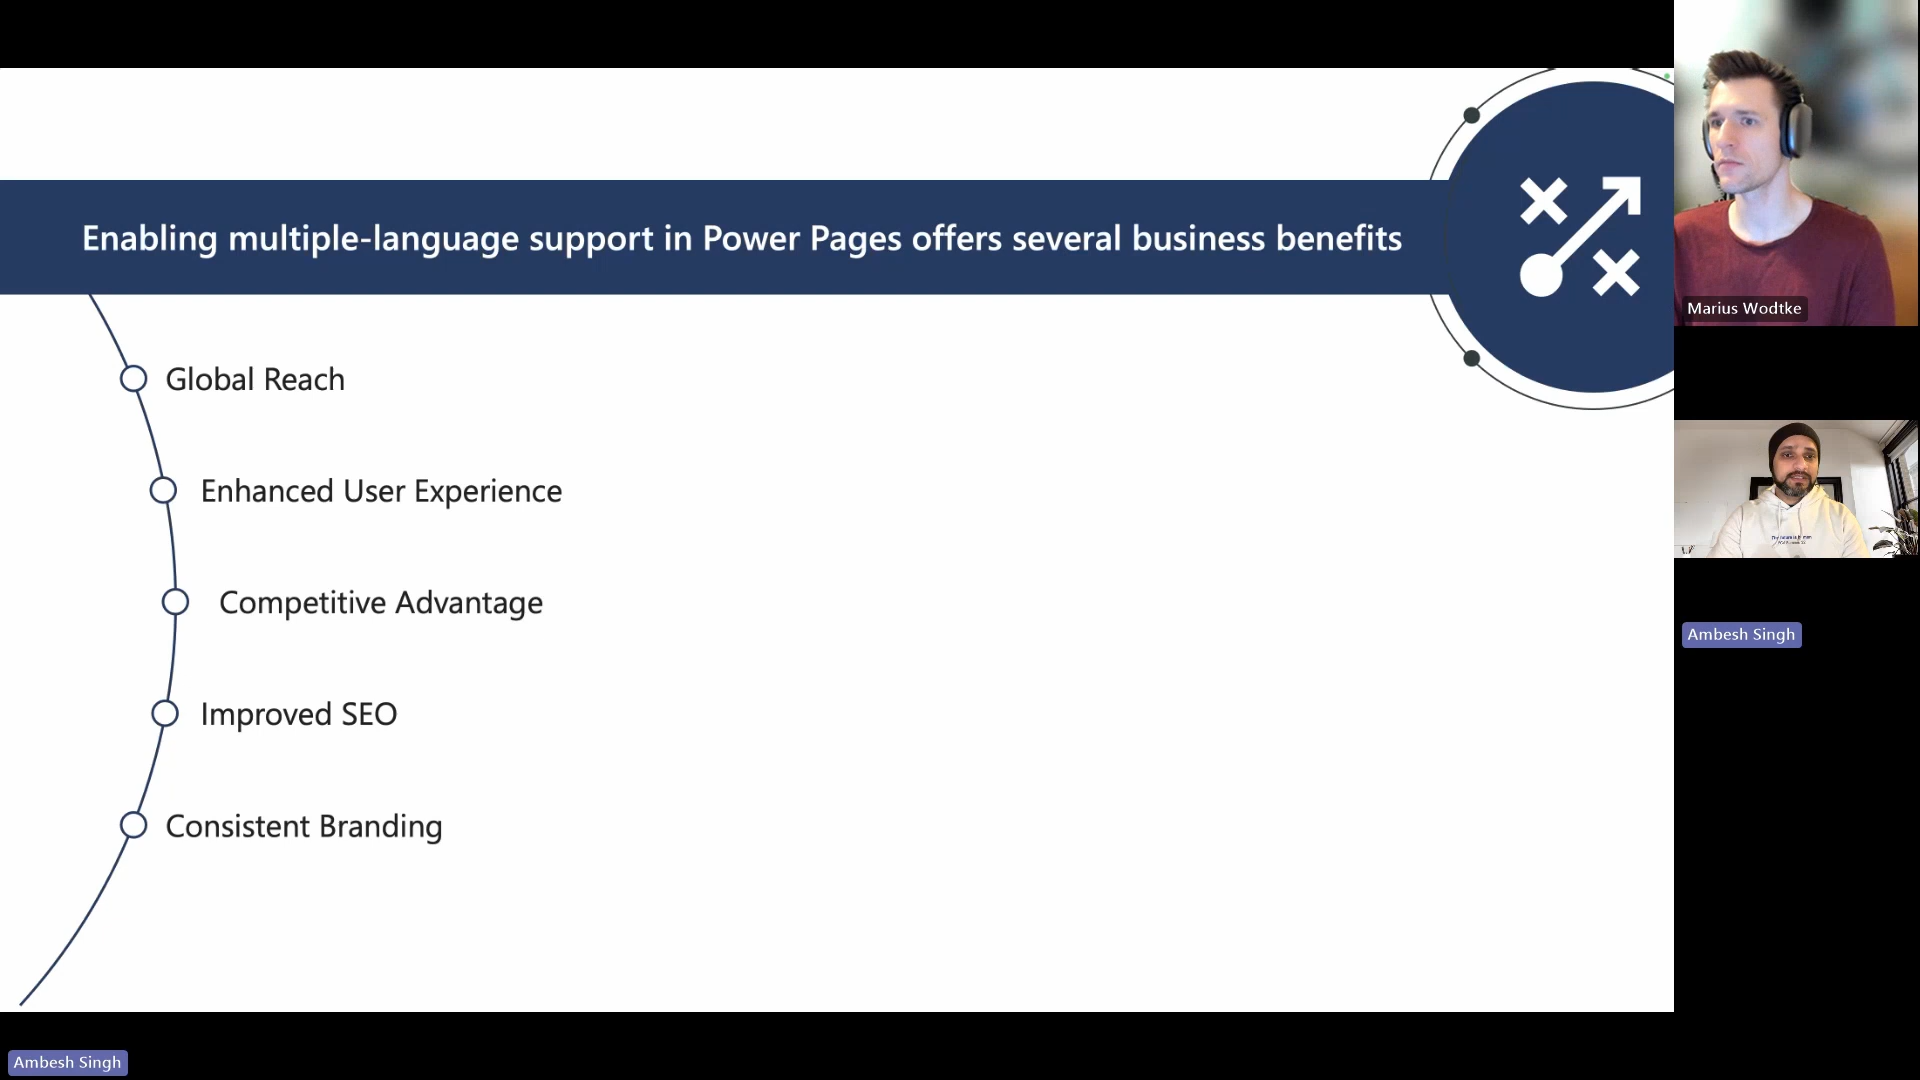 Enabling multiple-language support in Power Pages offers several business benefits
Global Reach
Enhanced User Experience
Competitive Advantage
Improved SEO
Consistent Branding
Marius Wodtke
Ambesh Singh
Ambesh Singh